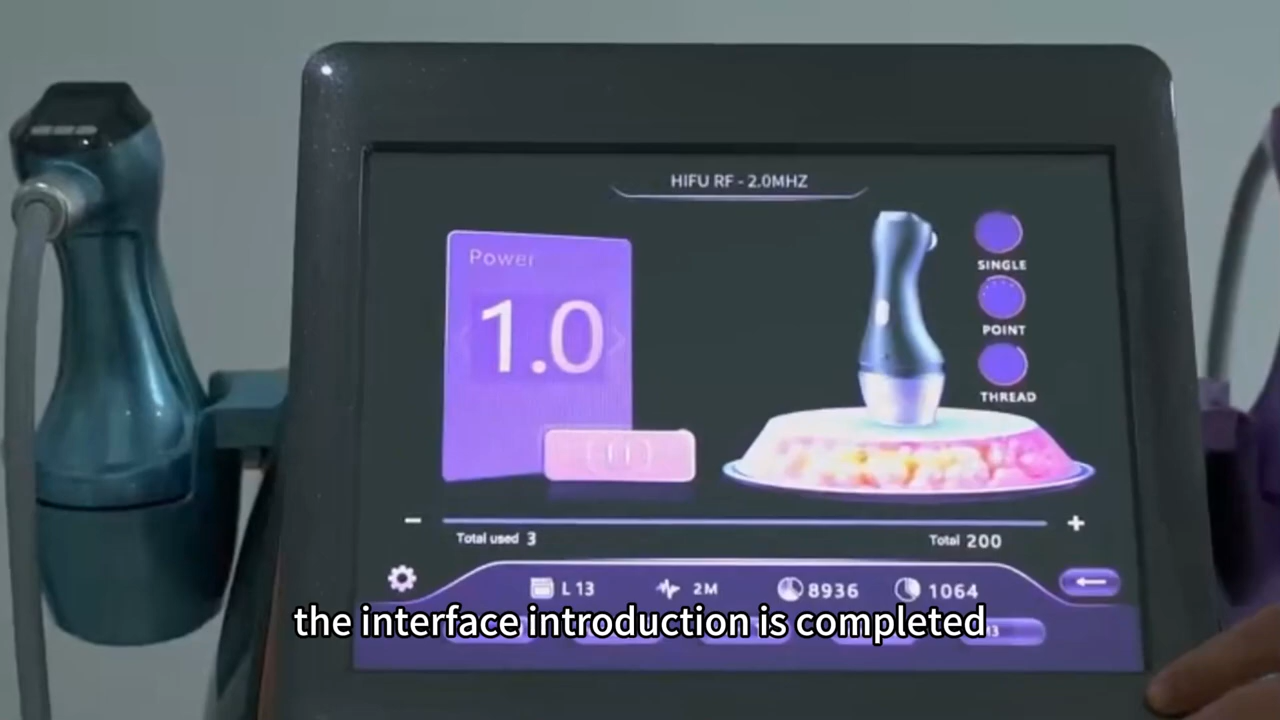 HIFU RF - 2.0MHZ
Power
1.0
SINGLE
POINT
THREAD
− +
Total used 3
Total 200
L 13 2M 8936 1064
the interface introduction is completed